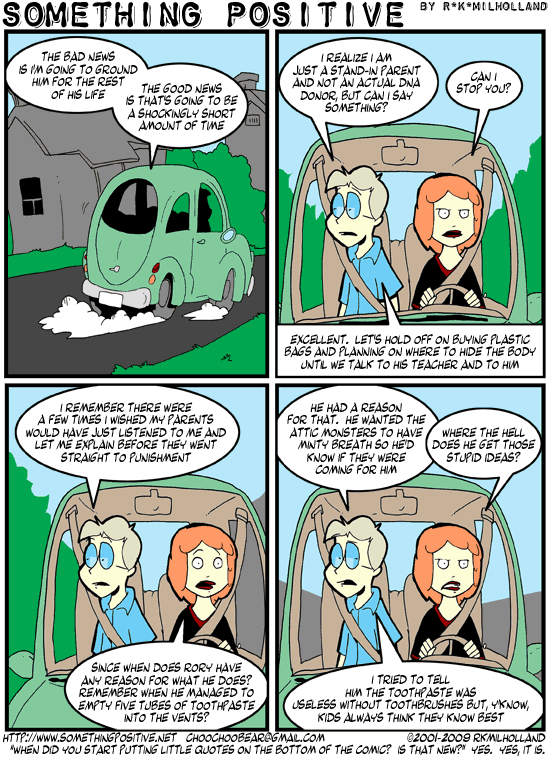 SOMETHING POSITIVE BY R*K*MILHOLLAND
THE BAD NEWS
IS I'M GOING TO GROUND
HIM FOR THE REST
OF HIS LIFE
THE GOOD NEWS
IS THAT'S GOING TO BE
A SHOCKINGLY SHORT
AMOUNT OF TIME
I REALIZE I AM
JUST A STAND-IN PARENT
AND NOT AN ACTUAL DNA
DONOR, BUT CAN I SAY
SOMETHING?
CAN I
STOP YOU?
EXCELLENT. LET'S HOLD OFF ON BUYING PLASTIC
BAGS AND PLANNING ON WHERE TO HIDE THE BODY
UNTIL WE TALK TO HIS TEACHER AND TO HIM
I REMEMBER THERE WERE
A FEW TIMES I WISHED MY PARENTS
WOULD HAVE JUST LISTENED TO ME AND
LET ME EXPLAIN BEFORE THEY WENT
STRAIGHT TO PUNISHMENT
SINCE WHEN DOES RORY HAVE
ANY REASON FOR WHAT HE DOES?
REMEMBER WHEN HE MANAGED TO
EMPTY FIVE TUBES OF TOOTHPASTE
INTO THE VENTS?
HE HAD A REASON
FOR THAT. HE WANTED THE
ATTIC MONSTERS TO HAVE
MINTY BREATH SO HE'D
KNOW IF THEY WERE
COMING FOR HIM
WHERE THE HELL
DOES HE GET THOSE
STUPID IDEAS?
I TRIED TO TELL
HIM THE TOOTHPASTE WAS
USELESS WITHOUT TOOTHBRUSHES BUT, Y'KNOW,
KIDS ALWAYS THINK THEY KNOW BEST
HTTP://WWW.SOMETHINGPOSITIVE.NET CHOOCHOOBEAR@GMAIL.COM ©2001-2009 RKMILHOLLAND
"WHEN DID YOU START PUTTING LITTLE QUOTES ON THE BOTTOM OF THE COMIC? IS THAT NEW?" YES. YES, IT IS.